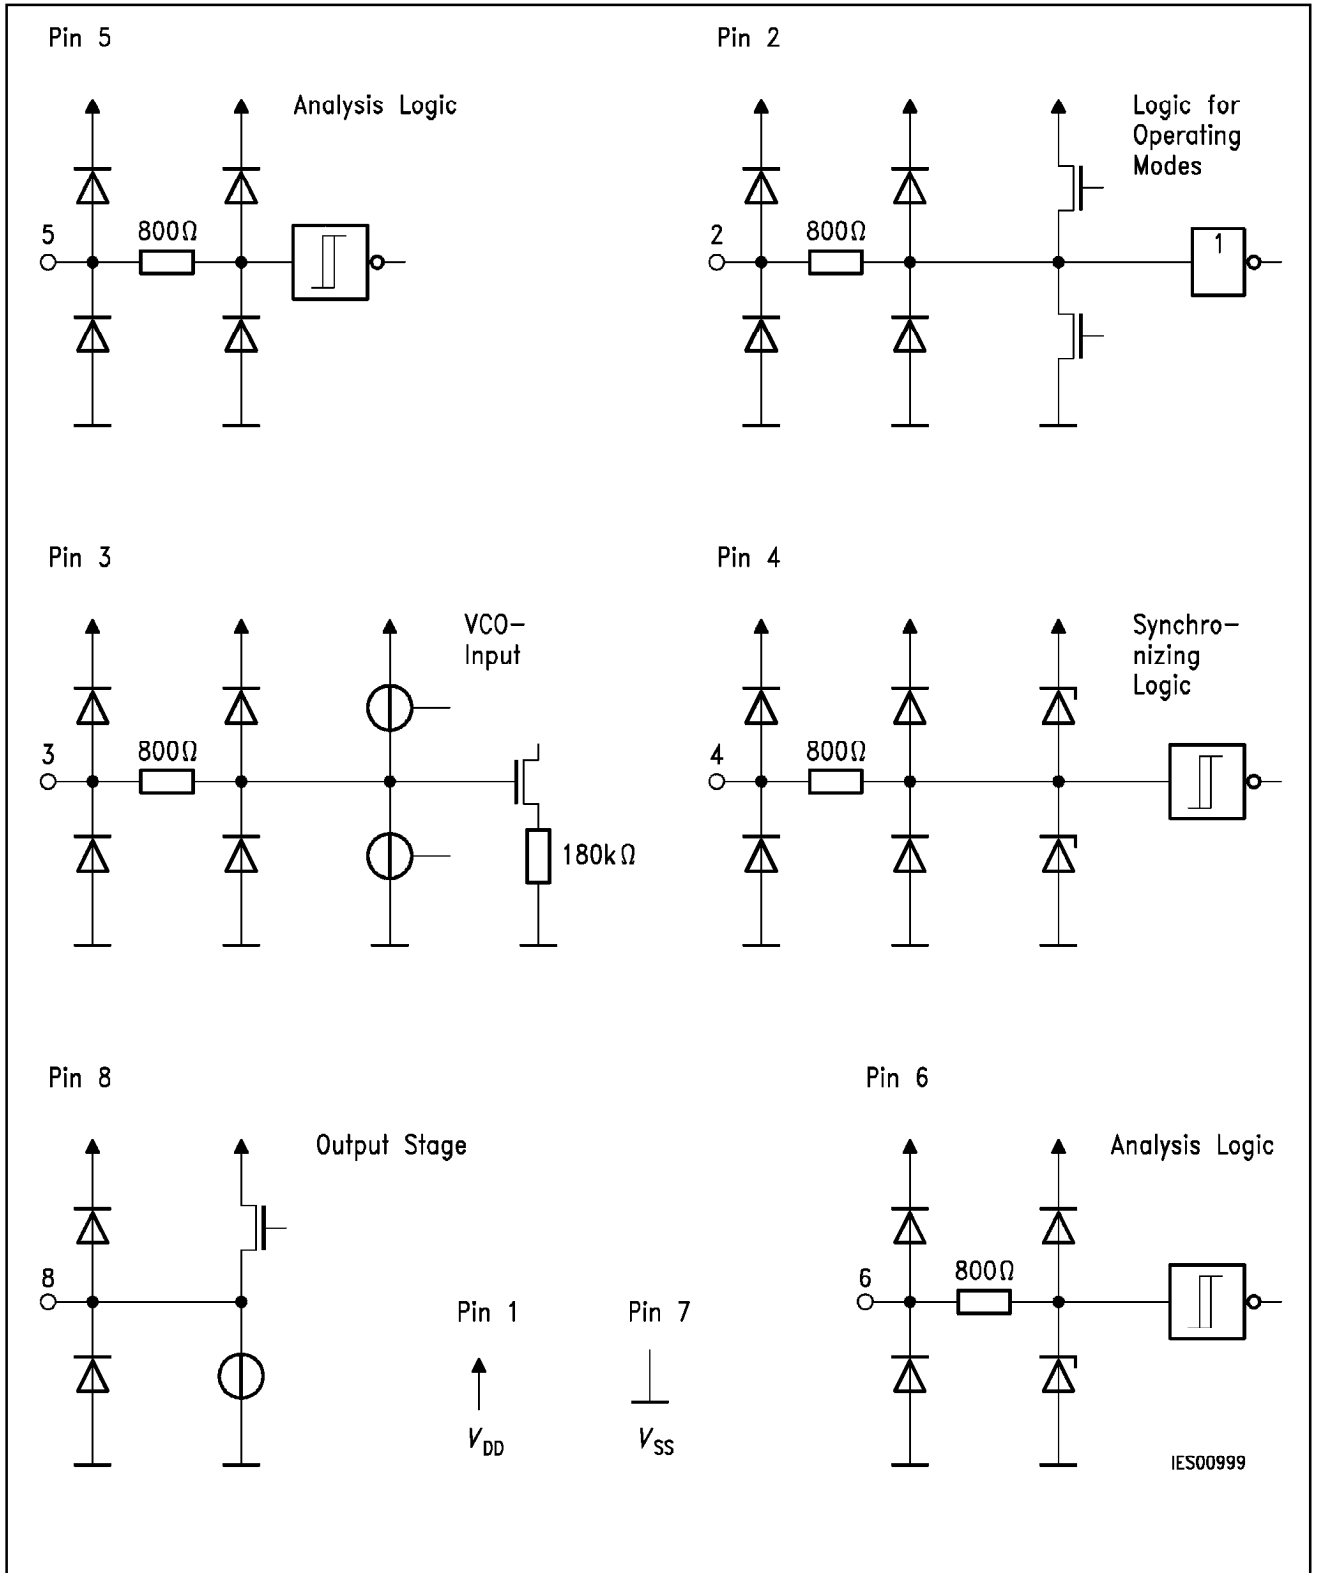 Pin 5
Analysis Logic
5
800Ω
Pin 2
Logic for
Operating
Modes
2
800Ω
1
Pin 3
VCO-
Input
3
800Ω
180kΩ
Pin 4
Synchro-
nizing
Logic
4
800Ω
Pin 8
Output Stage
8
Pin 1
VDD
Pin 7
VSS
Pin 6
Analysis Logic
6
800Ω
IES00999